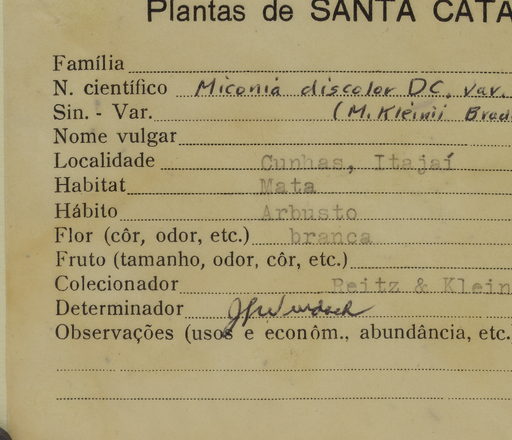 Plantas de SANTA CATA
Família
N. científico Miconia discolor DC. var.
Sin. - Var. (M. Kleinii Brad
Nome vulgar
Localidade Cunhas, Itajaí
Habitat Mata
Hábito Arbusto
Flor (côr, odor, etc.) branca
Fruto (tamanho, odor, côr, etc.)
Colecionador Reitz & Klein
Determinador JJWurdack
Observações (usos e econôm., abundância, etc.